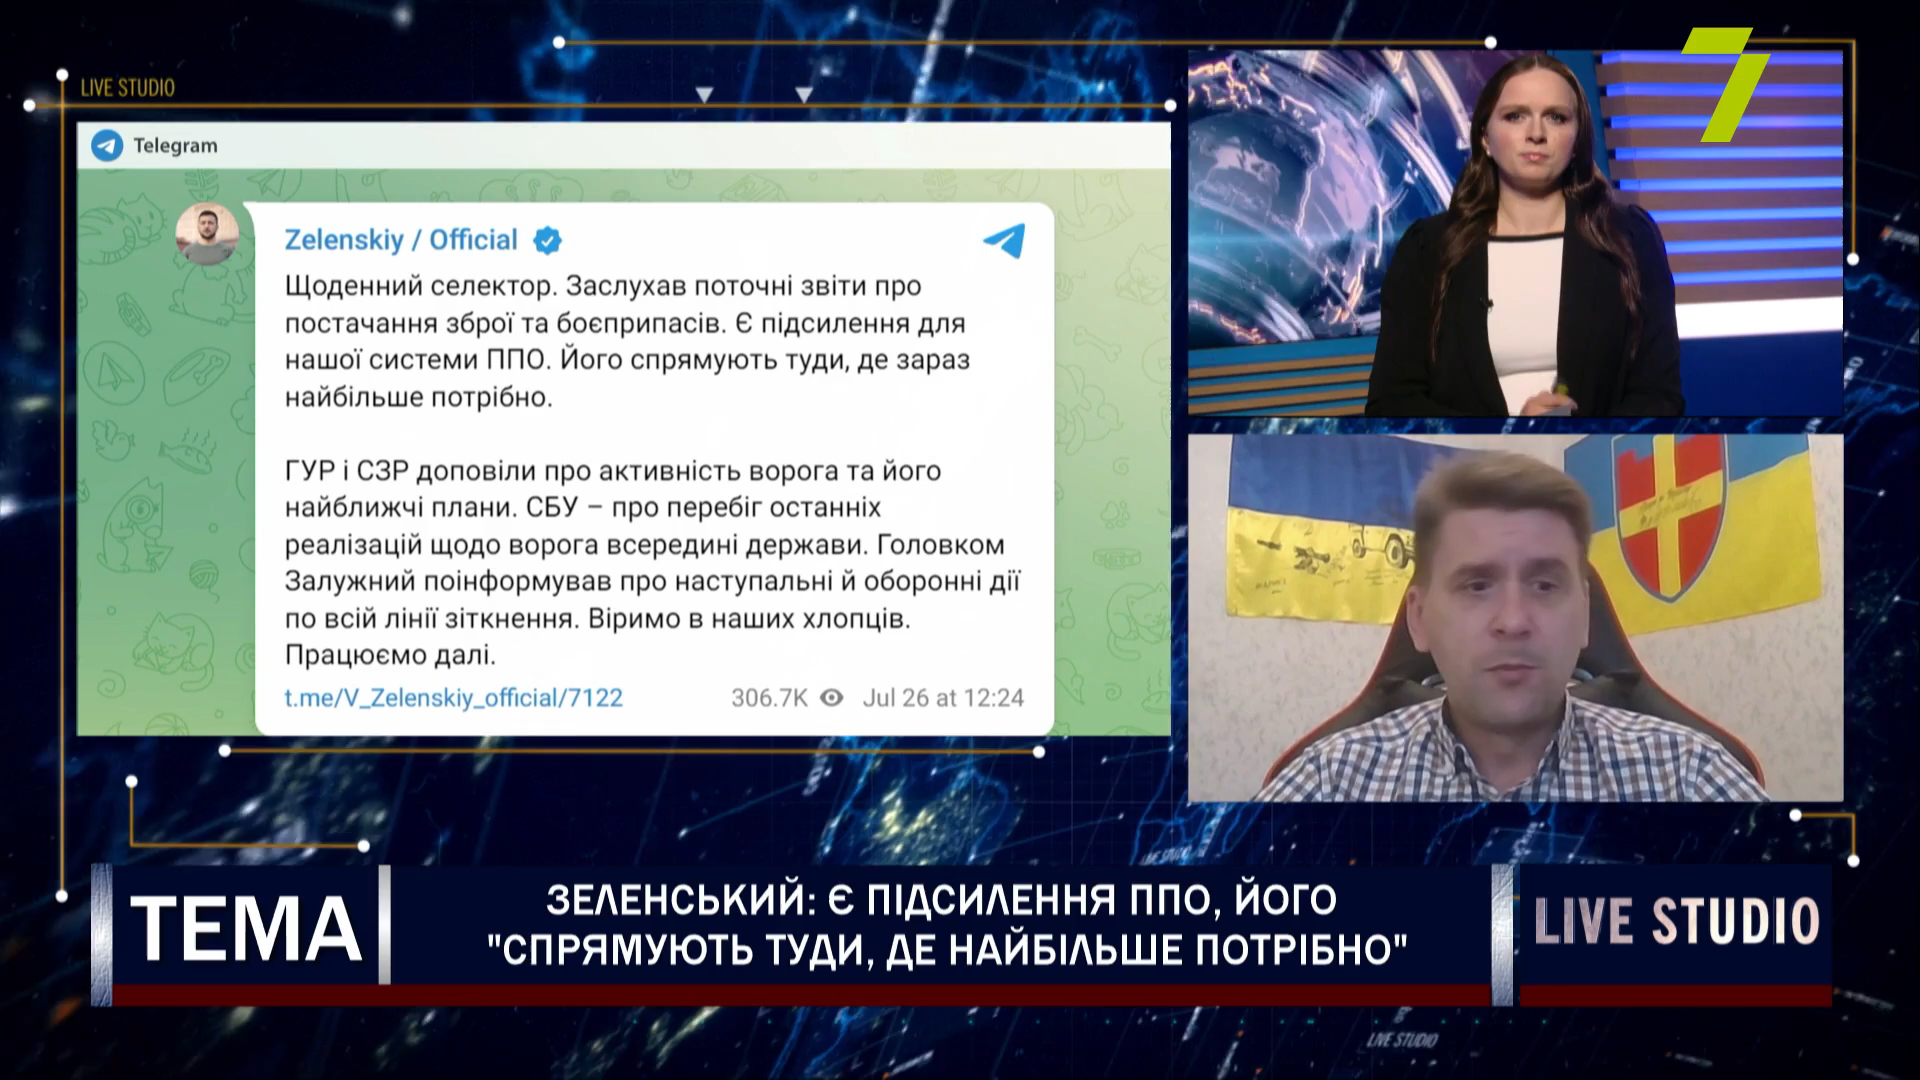 LIVE STUDIO
Telegram
Zelenskiy / Official
Щоденний селектор. Заслухав поточні звіти про
постачання зброї та боєприпасів. Є підсилення для
нашої системи ППО. Його спрямують туди, де зараз
найбільше потрібно.
ГУР і СЗР доповіли про активність ворога та його
найближчі плани. СБУ – про перебіг останніх
реалізацій щодо ворога всередині держави. Головком
Залужний поінформував про наступальні й оборонні дії
по всій лінії зіткнення. Віримо в наших хлопців.
Працюємо далі.
t.me/V_Zelenskiy_official/7122 306.7K Jul 26 at 12:24
7
ТЕМА
ЗЕЛЕНСЬКИЙ: Є ПІДСИЛЕННЯ ППО, ЙОГО
"СПРЯМУЮТЬ ТУДИ, ДЕ НАЙБІЛЬШЕ ПОТРІБНО"
LIVE STUDIO
LIVE STUDIO
LIVE STUDIO